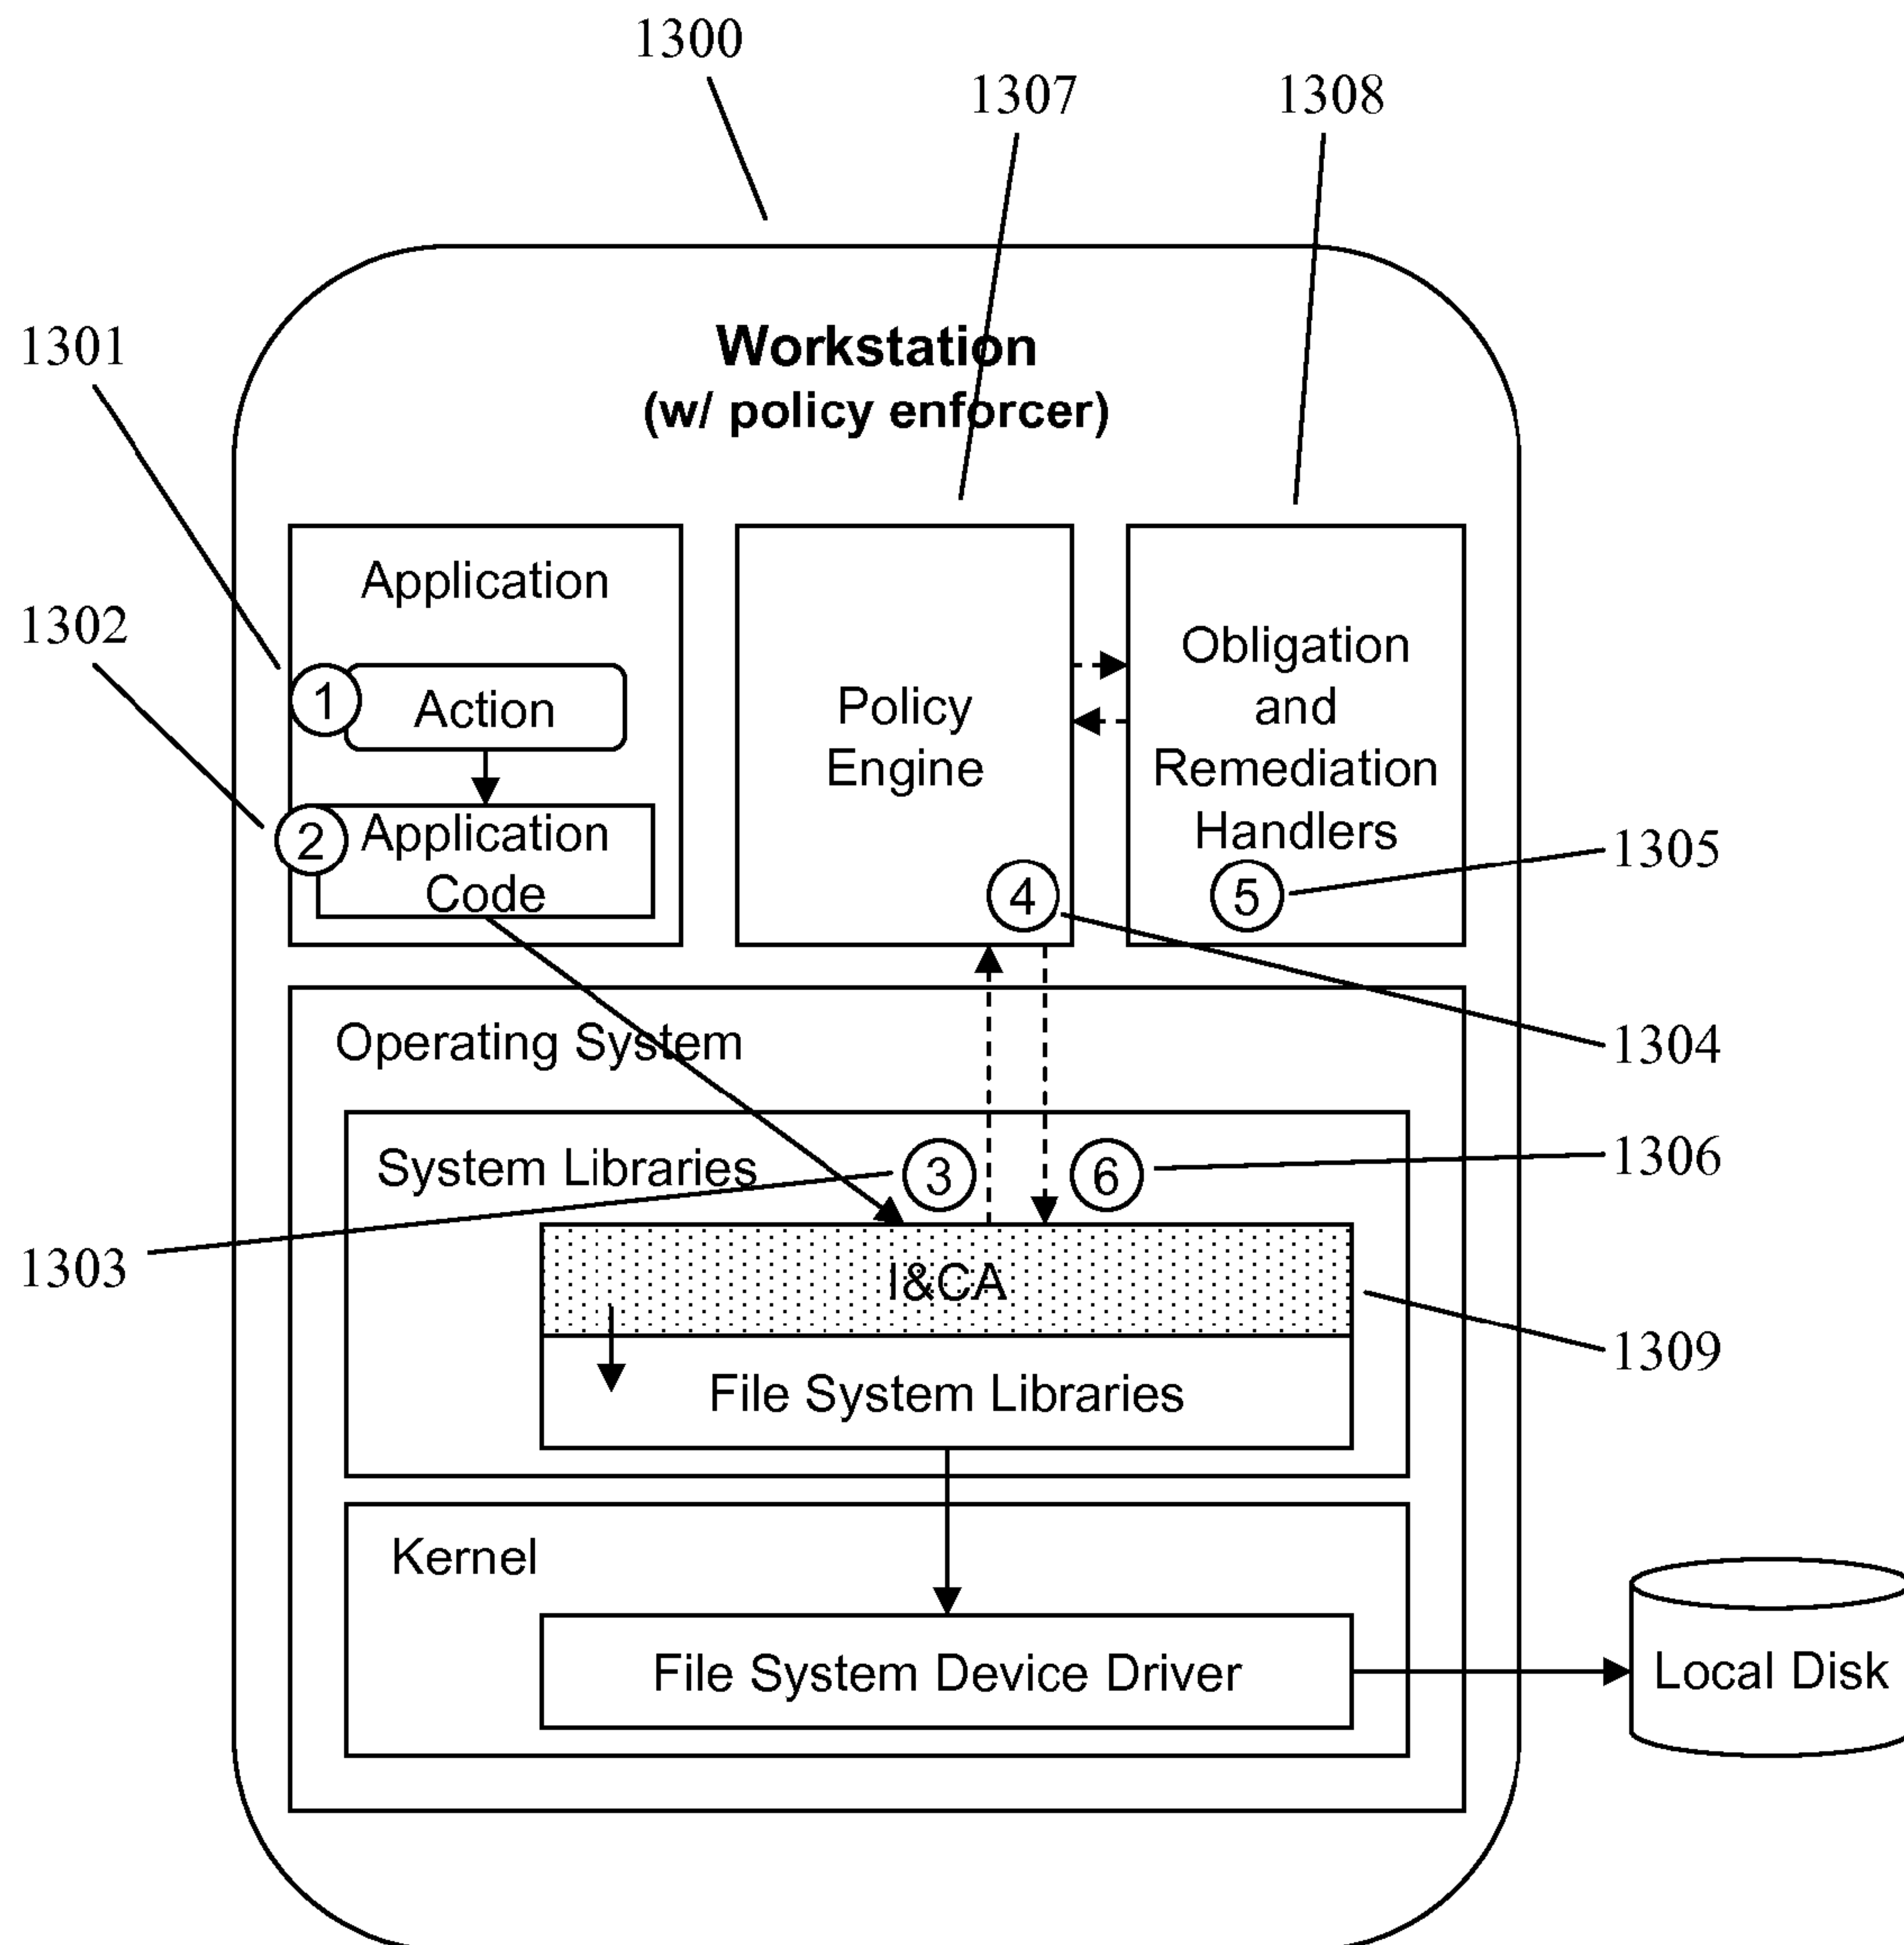 1300
1307
1308
Workstation
(w/ policy enforcer)
1301
1302
Application
1
Action
2
Application
Code
Policy
Engine
4
Obligation
and
Remediation
Handlers
5
1305
1304
Operating System
System Libraries
3
6
1306
1303
I&CA
1309
File System Libraries
Kernel
File System Device Driver
Local Disk